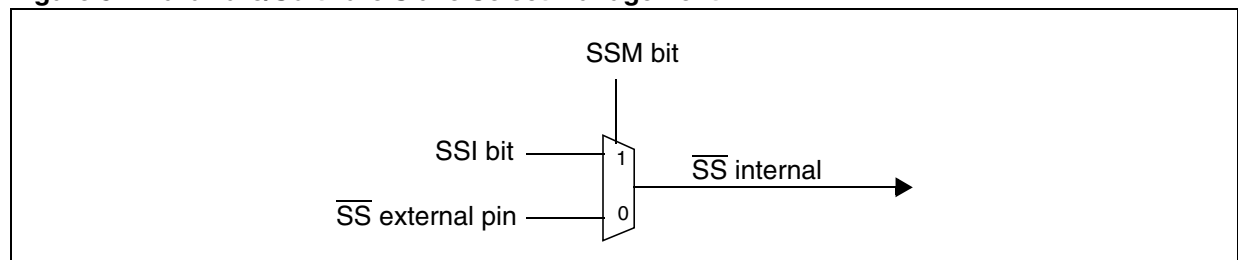 SSM bit
SSI bit
1
SS internal
SS external pin
0